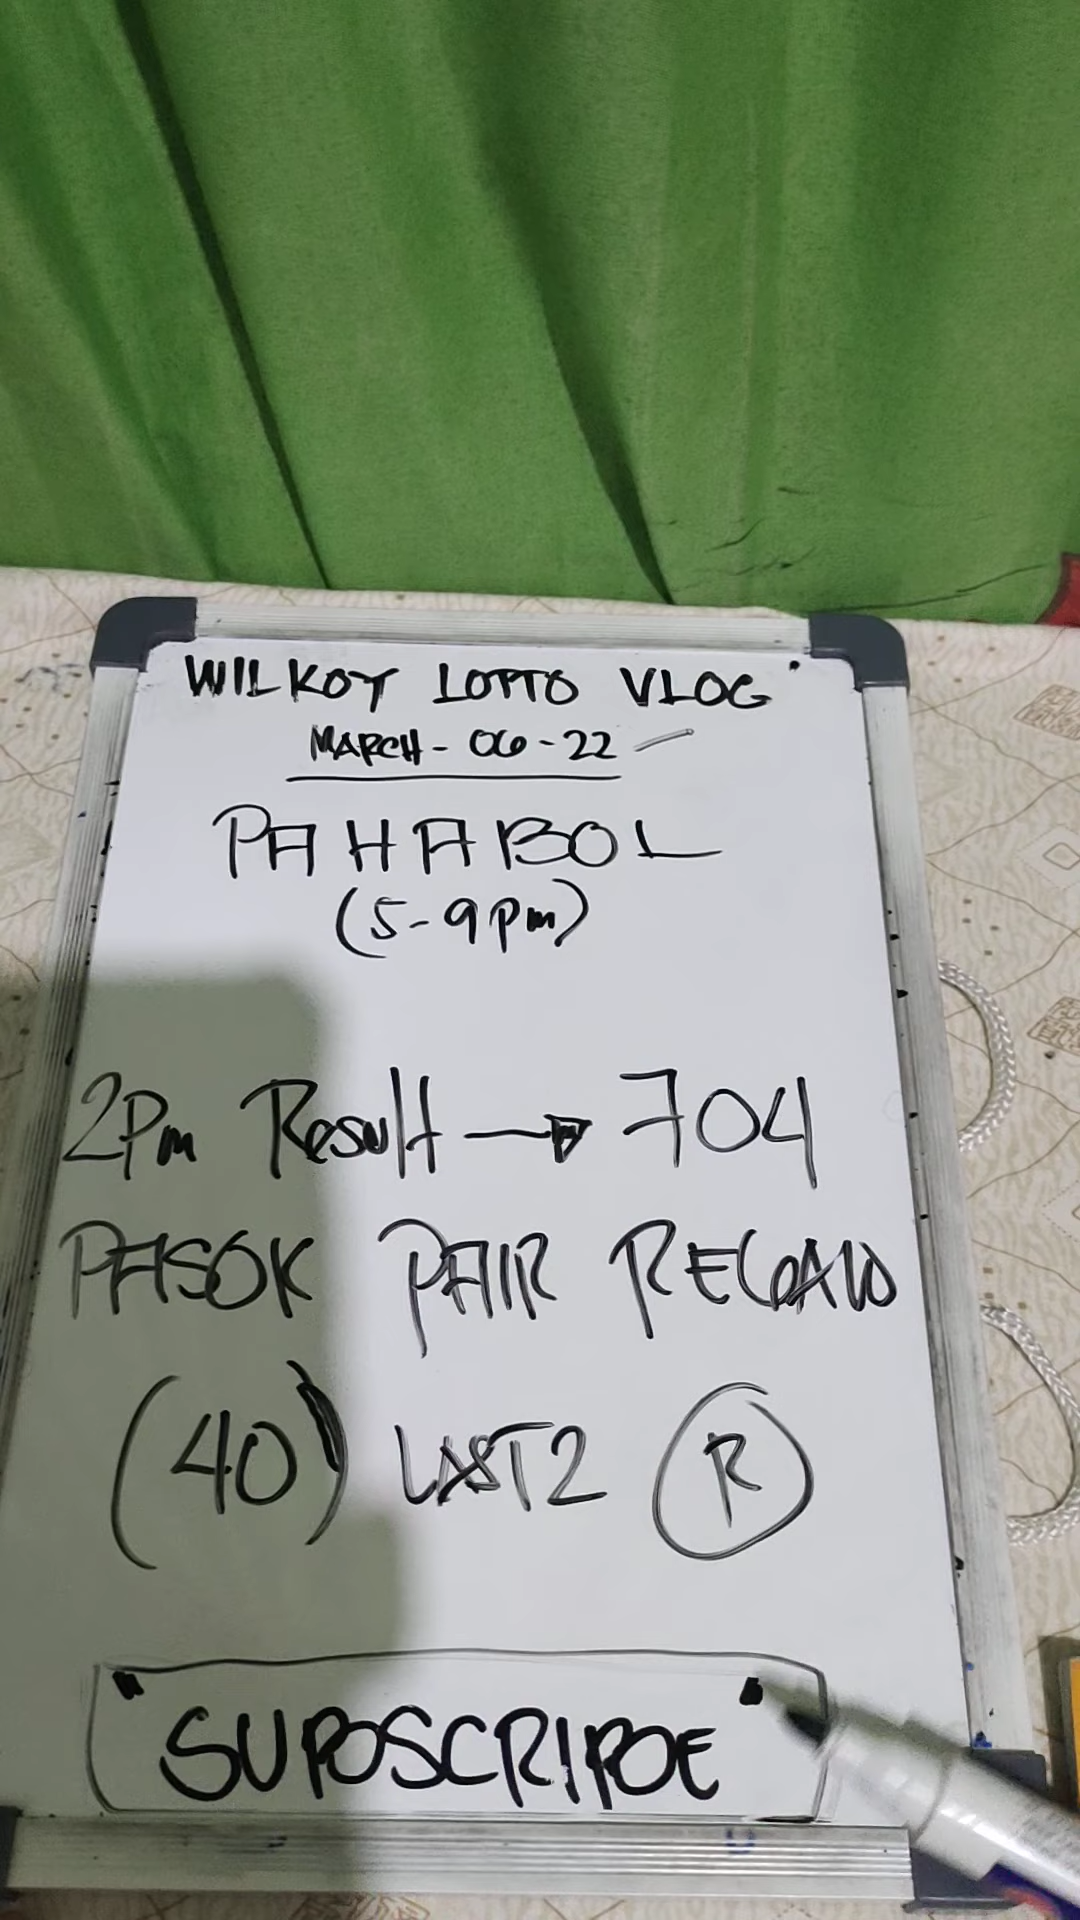 WILKOY LOTTO VLOG
MARCH - 06 - 22
PAHABOL
(5-9pm)
2Pm Result → 704
PASOK PAIR REGALO
(40) LAST2 R
"SUBSCRIBE"